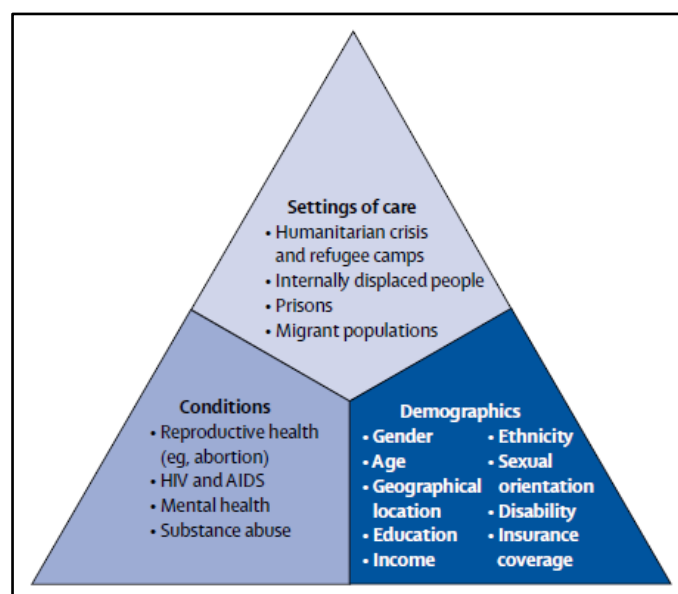 Settings of care
• Humanitarian crisis
and refugee camps
• Internally displaced people
• Prisons
• Migrant populations
Conditions
• Reproductive health
(eg, abortion)
• HIV and AIDS
• Mental health
• Substance abuse
Demographics
• Gender
• Age
• Geographical
location
• Education
• Income
• Ethnicity
• Sexual
orientation
• Disability
• Insurance
coverage